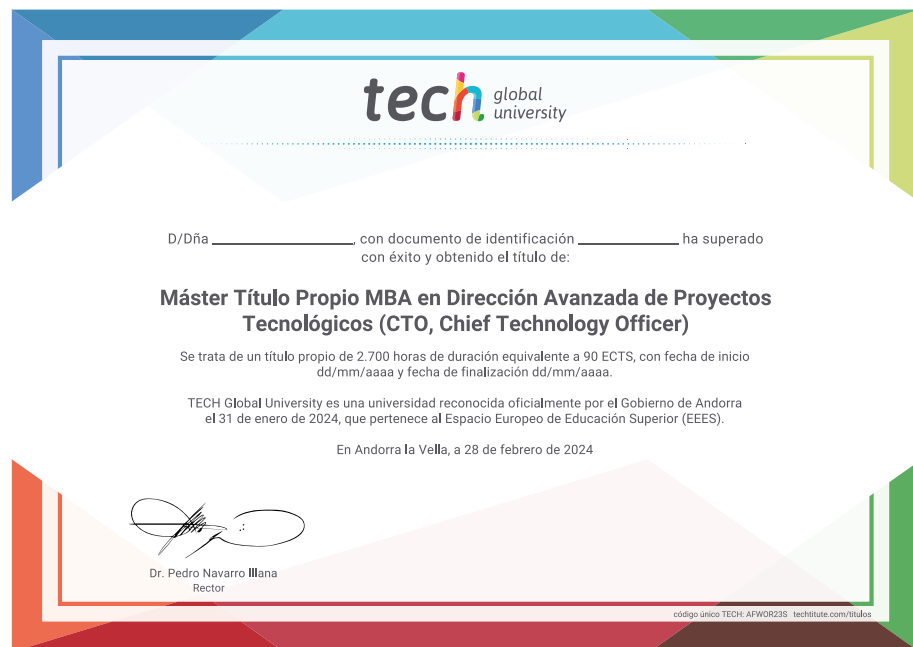 tech global university
D/Dña ______________, con documento de identificación __________ ha superado
con éxito y obtenido el título de:
Máster Título Propio MBA en Dirección Avanzada de Proyectos
Tecnológicos (CTO, Chief Technology Officer)
Se trata de un título propio de 2.700 horas de duración equivalente a 90 ECTS, con fecha de inicio
dd/mm/aaaa y fecha de finalización dd/mm/aaaa.
TECH Global University es una universidad reconocida oficialmente por el Gobierno de Andorra
el 31 de enero de 2024, que pertenece al Espacio Europeo de Educación Superior (EEES).
En Andorra la Vella, a 28 de febrero de 2024
Dr. Pedro Navarro Illana
Rector
código único TECH: AFWOR23S techtitute.com/titulos